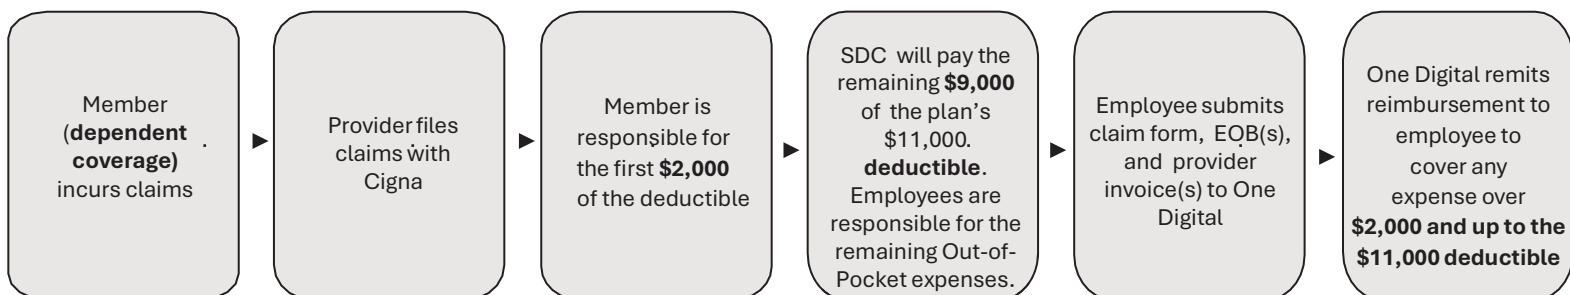 Member
(dependent
coverage)
incurs claims
Provider files
claims with
Cigna
Member is
responsible for
the first $2,000
of the deductible
SDC will pay the
remaining $9,000
of the plan's
$11,000.
deductible.
Employees are
responsible for the
remaining Out-of-
Pocket expenses.
Employee submits
claim form, EOB(s),
and provider
invoice(s) to One
Digital
One Digital remits
reimbursement to
employee to
cover any
expense over
$2,000 and up to the
$11,000 deductible